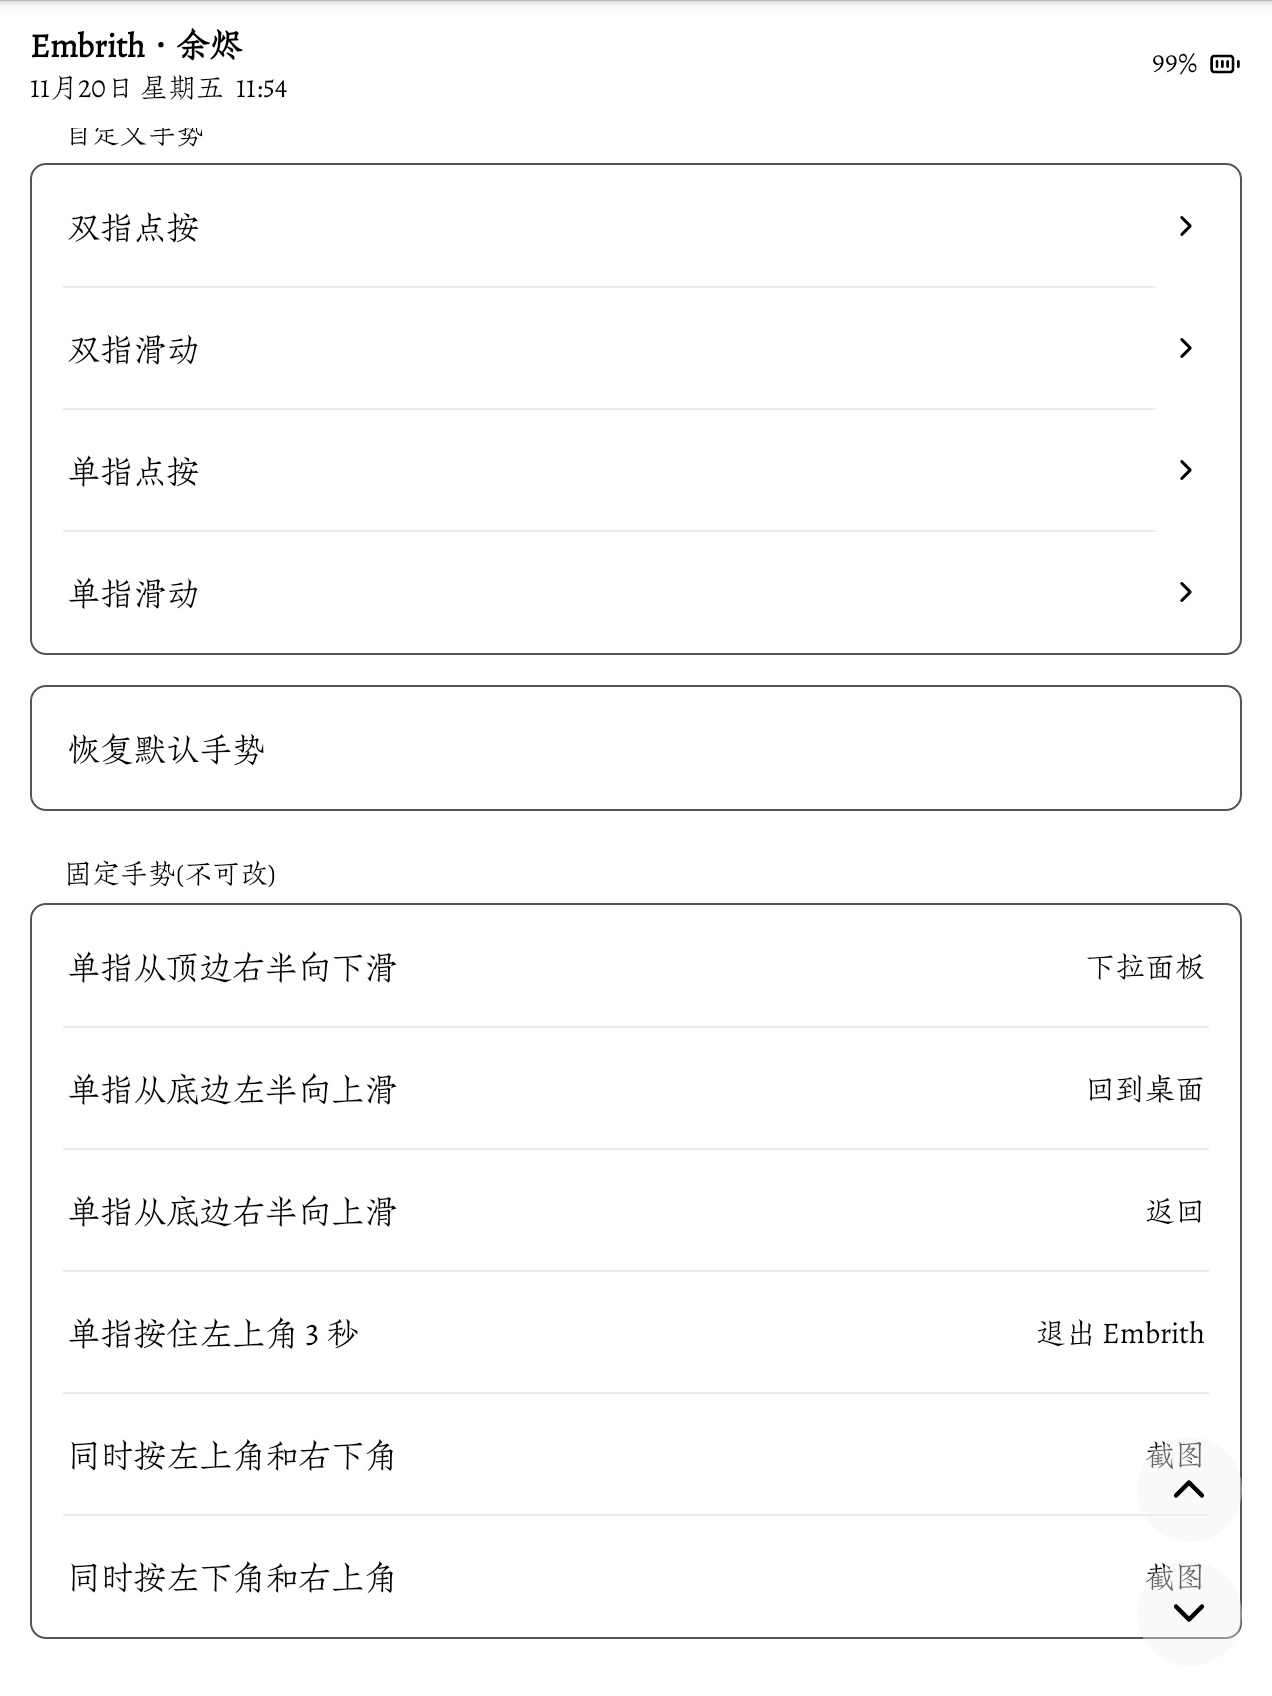 Embrith · 余烬
11月20日 星期五 11:54
99%
自定义手势
双指点按
双指滑动
单指点按
单指滑动
恢复默认手势
固定手势(不可改)
单指从顶边右半向下滑 下拉面板
单指从底边左半向上滑 回到桌面
单指从底边右半向上滑 返回
单指按住左上角 3 秒 退出 Embrith
同时按左上角和右下角 截图
同时按左下角和右上角 截图